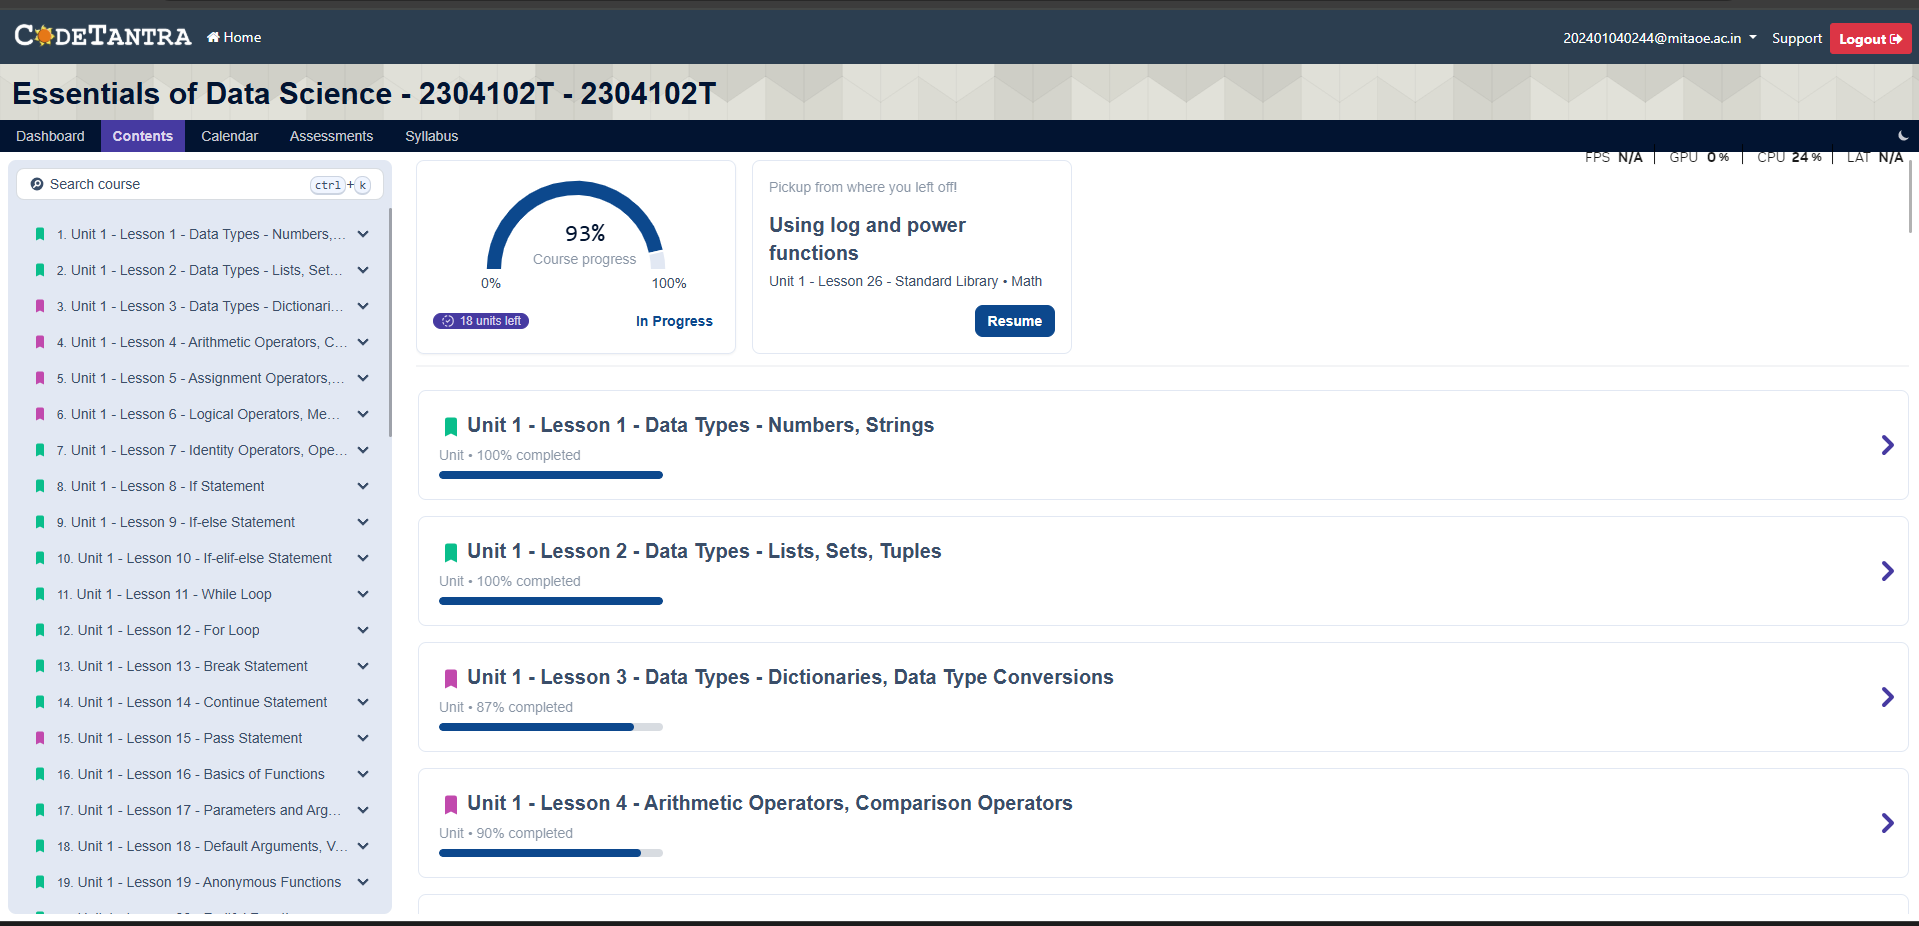 CODETANTRA Home 202401040244@mitaoe.ac.in Support Logout
Essentials of Data Science - 2304102T - 2304102T
Dashboard Contents Calendar Assessments Syllabus
FPS N/A GPU 0 % CPU 24 % LAT N/A
Search course ctrl + k
1. Unit 1 - Lesson 1 - Data Types - Numbers,...
2. Unit 1 - Lesson 2 - Data Types - Lists, Set...
3. Unit 1 - Lesson 3 - Data Types - Dictionari...
4. Unit 1 - Lesson 4 - Arithmetic Operators, C...
5. Unit 1 - Lesson 5 - Assignment Operators,...
6. Unit 1 - Lesson 6 - Logical Operators, Me...
7. Unit 1 - Lesson 7 - Identity Operators, Ope...
8. Unit 1 - Lesson 8 - If Statement
9. Unit 1 - Lesson 9 - If-else Statement
10. Unit 1 - Lesson 10 - If-elif-else Statement
11. Unit 1 - Lesson 11 - While Loop
12. Unit 1 - Lesson 12 - For Loop
13. Unit 1 - Lesson 13 - Break Statement
14. Unit 1 - Lesson 14 - Continue Statement
15. Unit 1 - Lesson 15 - Pass Statement
16. Unit 1 - Lesson 16 - Basics of Functions
17. Unit 1 - Lesson 17 - Parameters and Arg...
18. Unit 1 - Lesson 18 - Default Arguments, V...
19. Unit 1 - Lesson 19 - Anonymous Functions
93%
Course progress
0% 100%
18 units left In Progress
Pickup from where you left off!
Using log and power
functions
Unit 1 - Lesson 26 - Standard Library • Math
Resume
Unit 1 - Lesson 1 - Data Types - Numbers, Strings
Unit • 100% completed
Unit 1 - Lesson 2 - Data Types - Lists, Sets, Tuples
Unit • 100% completed
Unit 1 - Lesson 3 - Data Types - Dictionaries, Data Type Conversions
Unit • 87% completed
Unit 1 - Lesson 4 - Arithmetic Operators, Comparison Operators
Unit • 90% completed